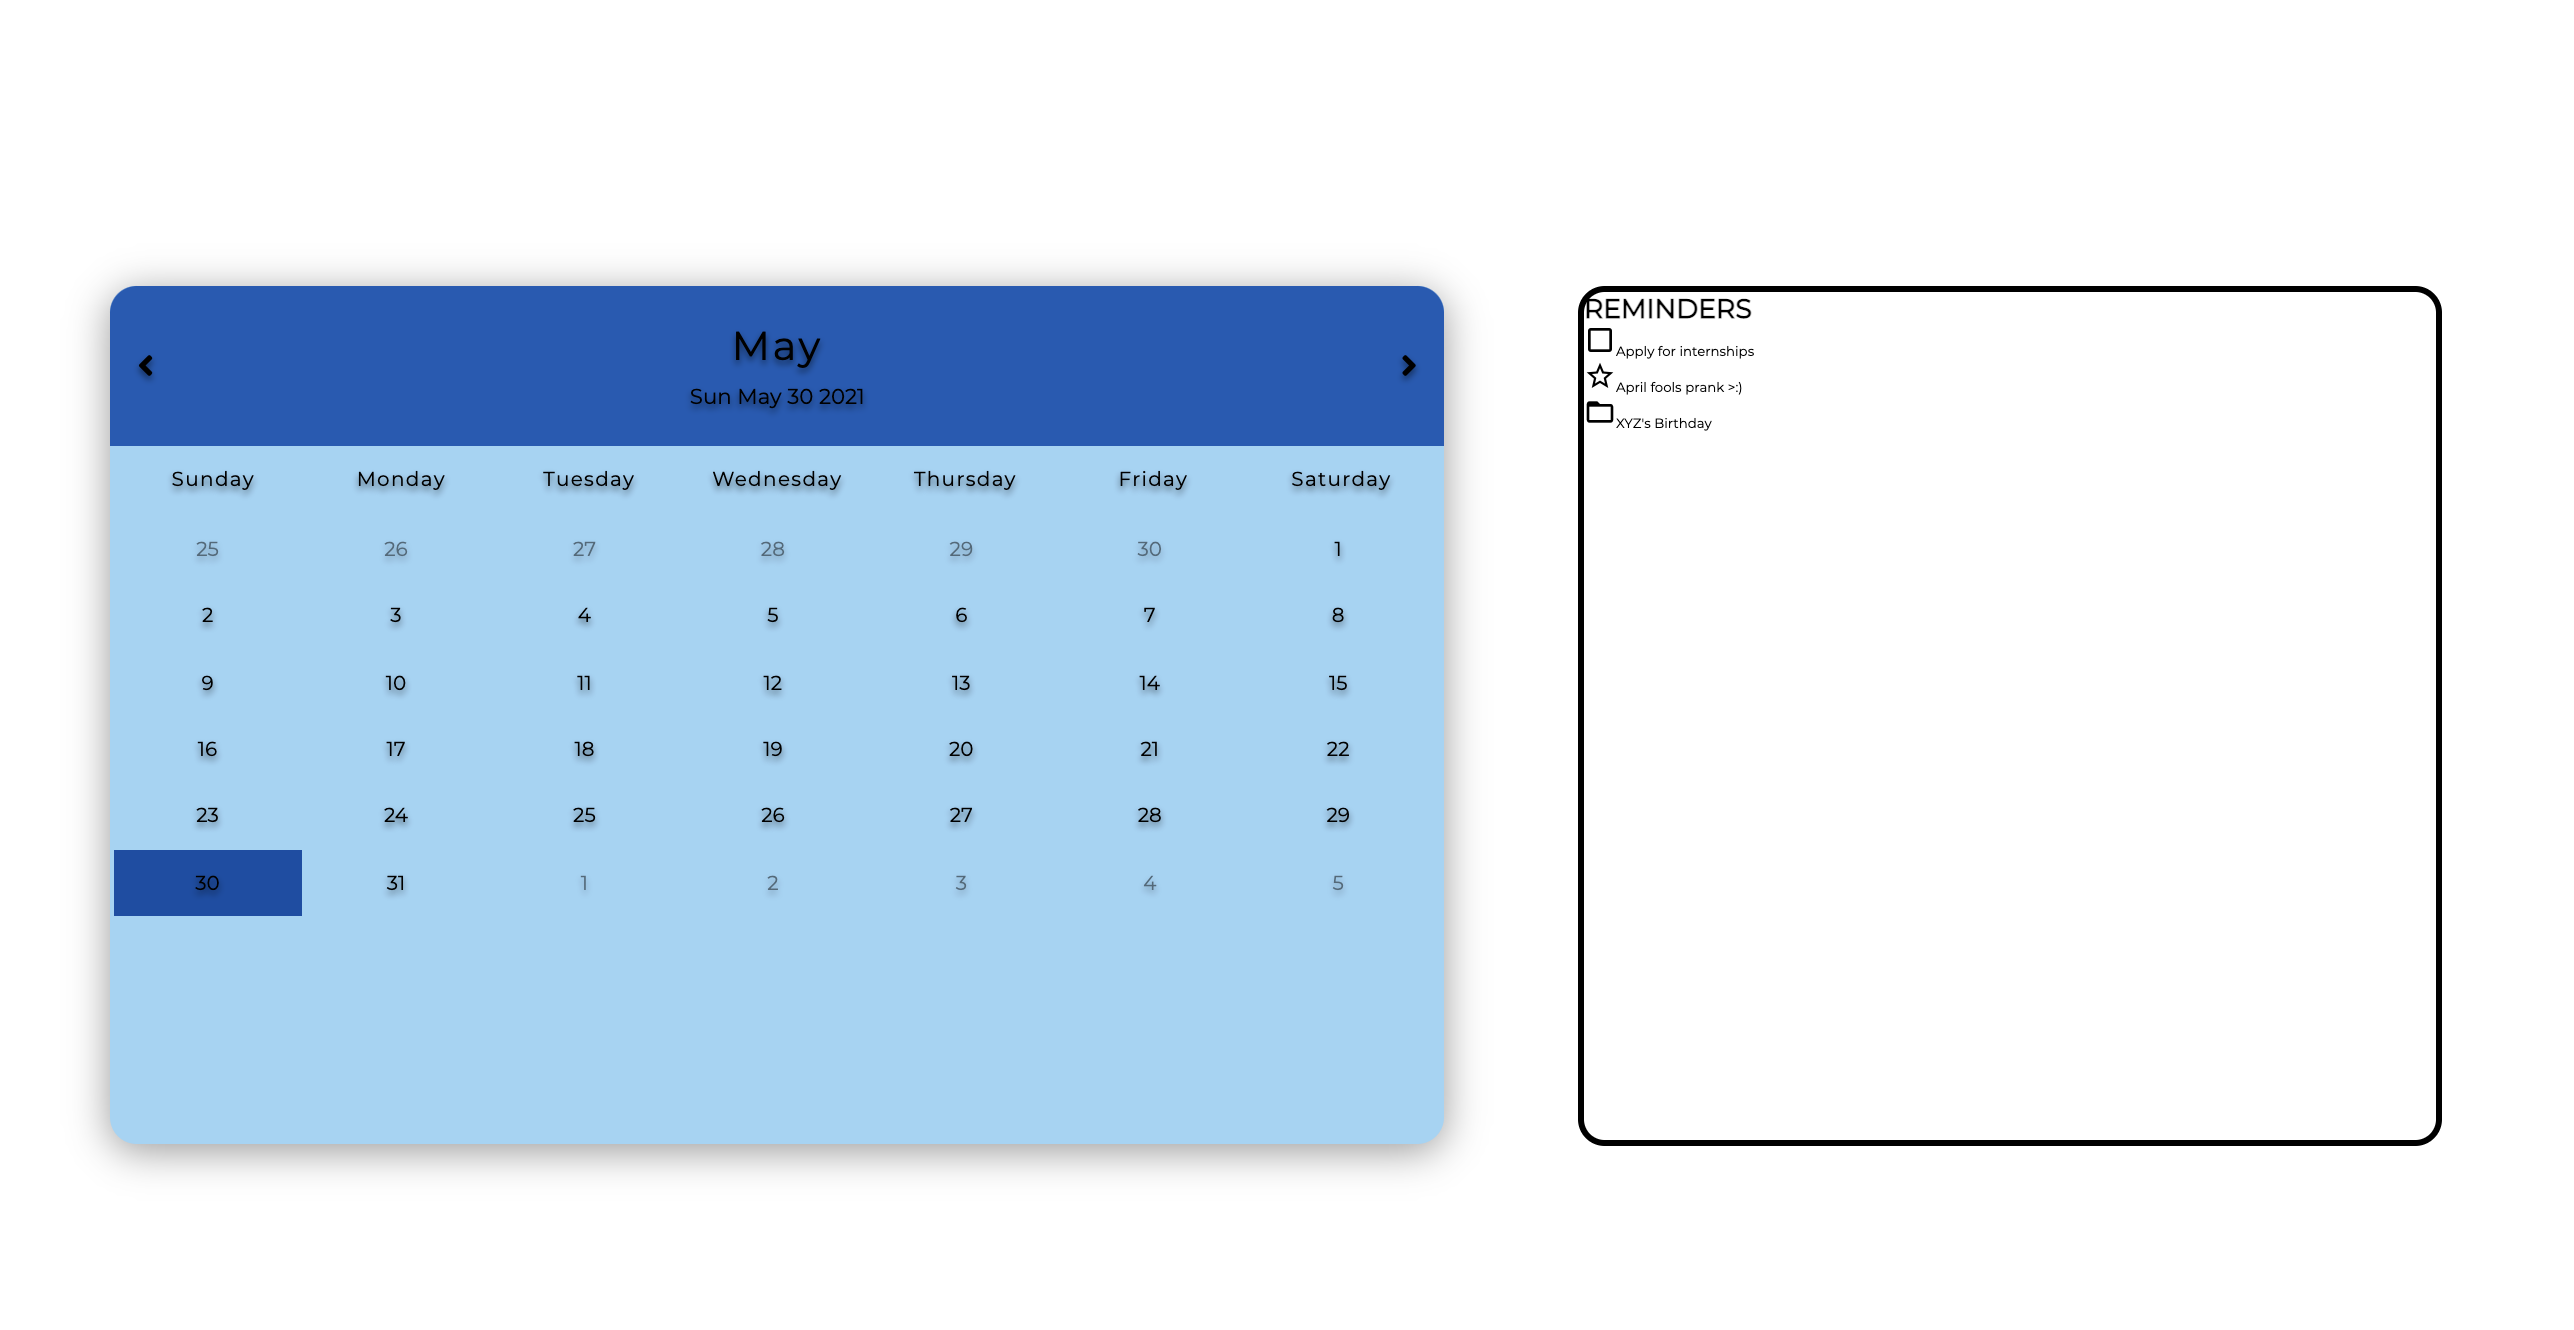 May
Sun May 30 2021
Sunday Monday Tuesday Wednesday Thursday Friday Saturday
25 26 27 28 29 30 1
2 3 4 5 6 7 8
9 10 11 12 13 14 15
16 17 18 19 20 21 22
23 24 25 26 27 28 29
30 31 1 2 3 4 5
REMINDERS
Apply for internships
April fools prank >:)
XYZ's Birthday